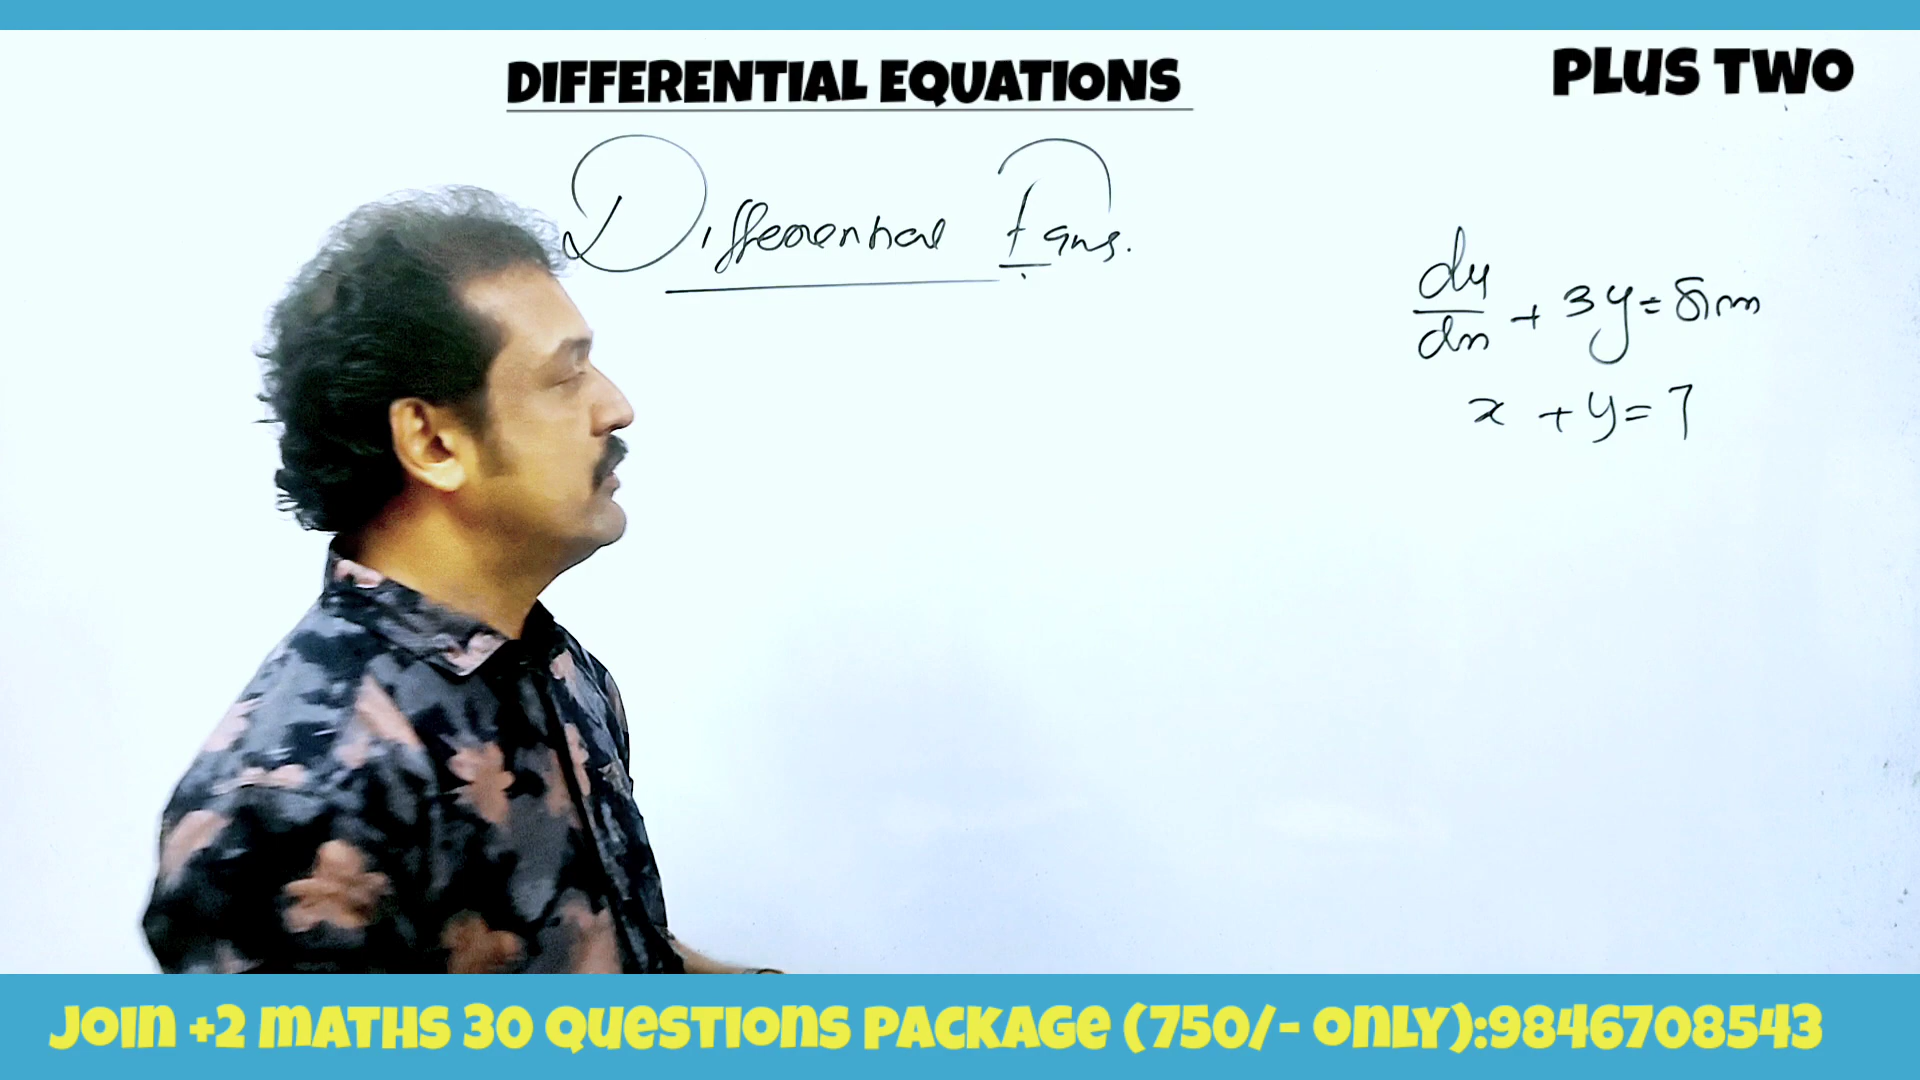 DIFFERENTIAL EQUATIONS
PLUS TWO
Differential Eqns.
dy/dx + 3y = sinx
x + y = 7
JOIN +2 MATHS 30 QUESTIONS PACKAGE (750/- ONLY):9846708543